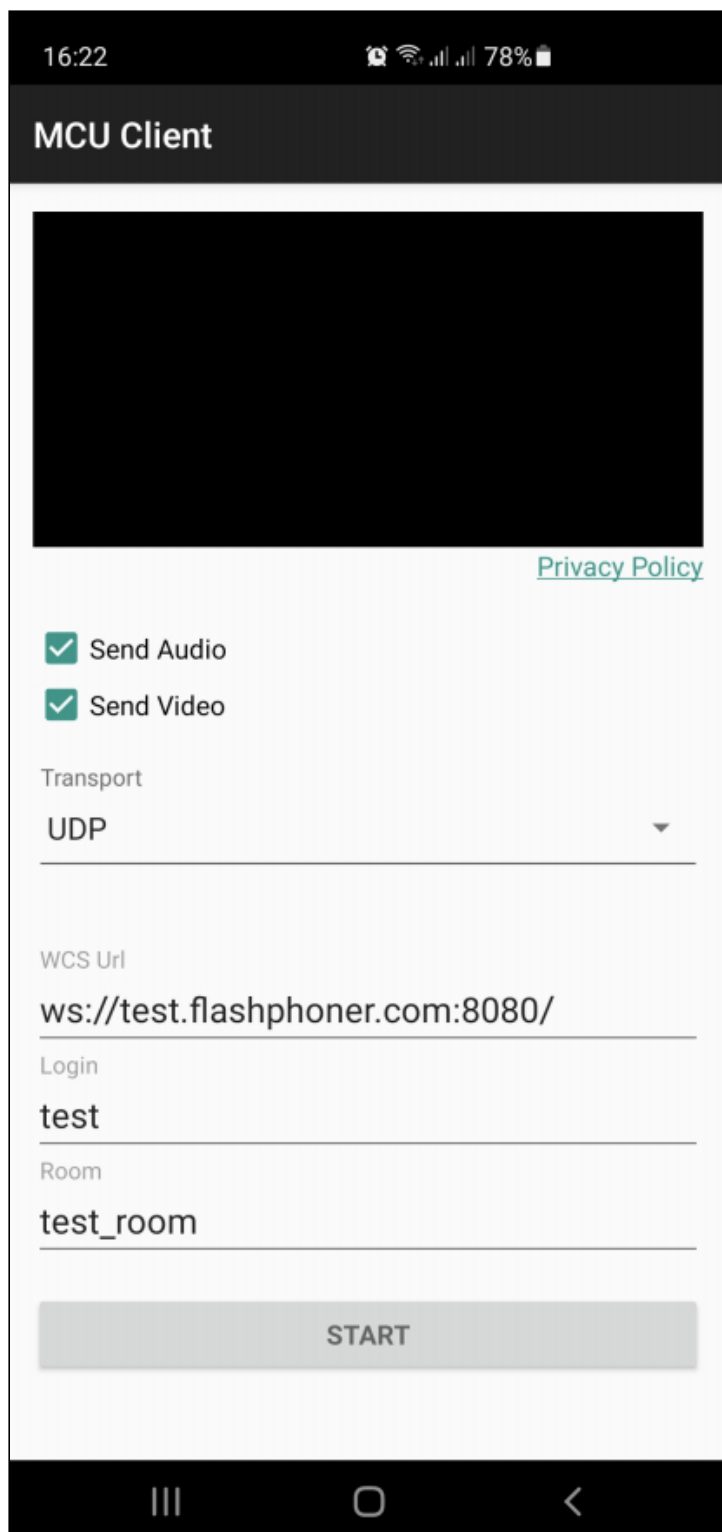 16:22 78%
MCU Client
Privacy Policy
Send Audio
Send Video
Transport
UDP
WCS Url
ws://test.flashphoner.com:8080/
Login
test
Room
test_room
START